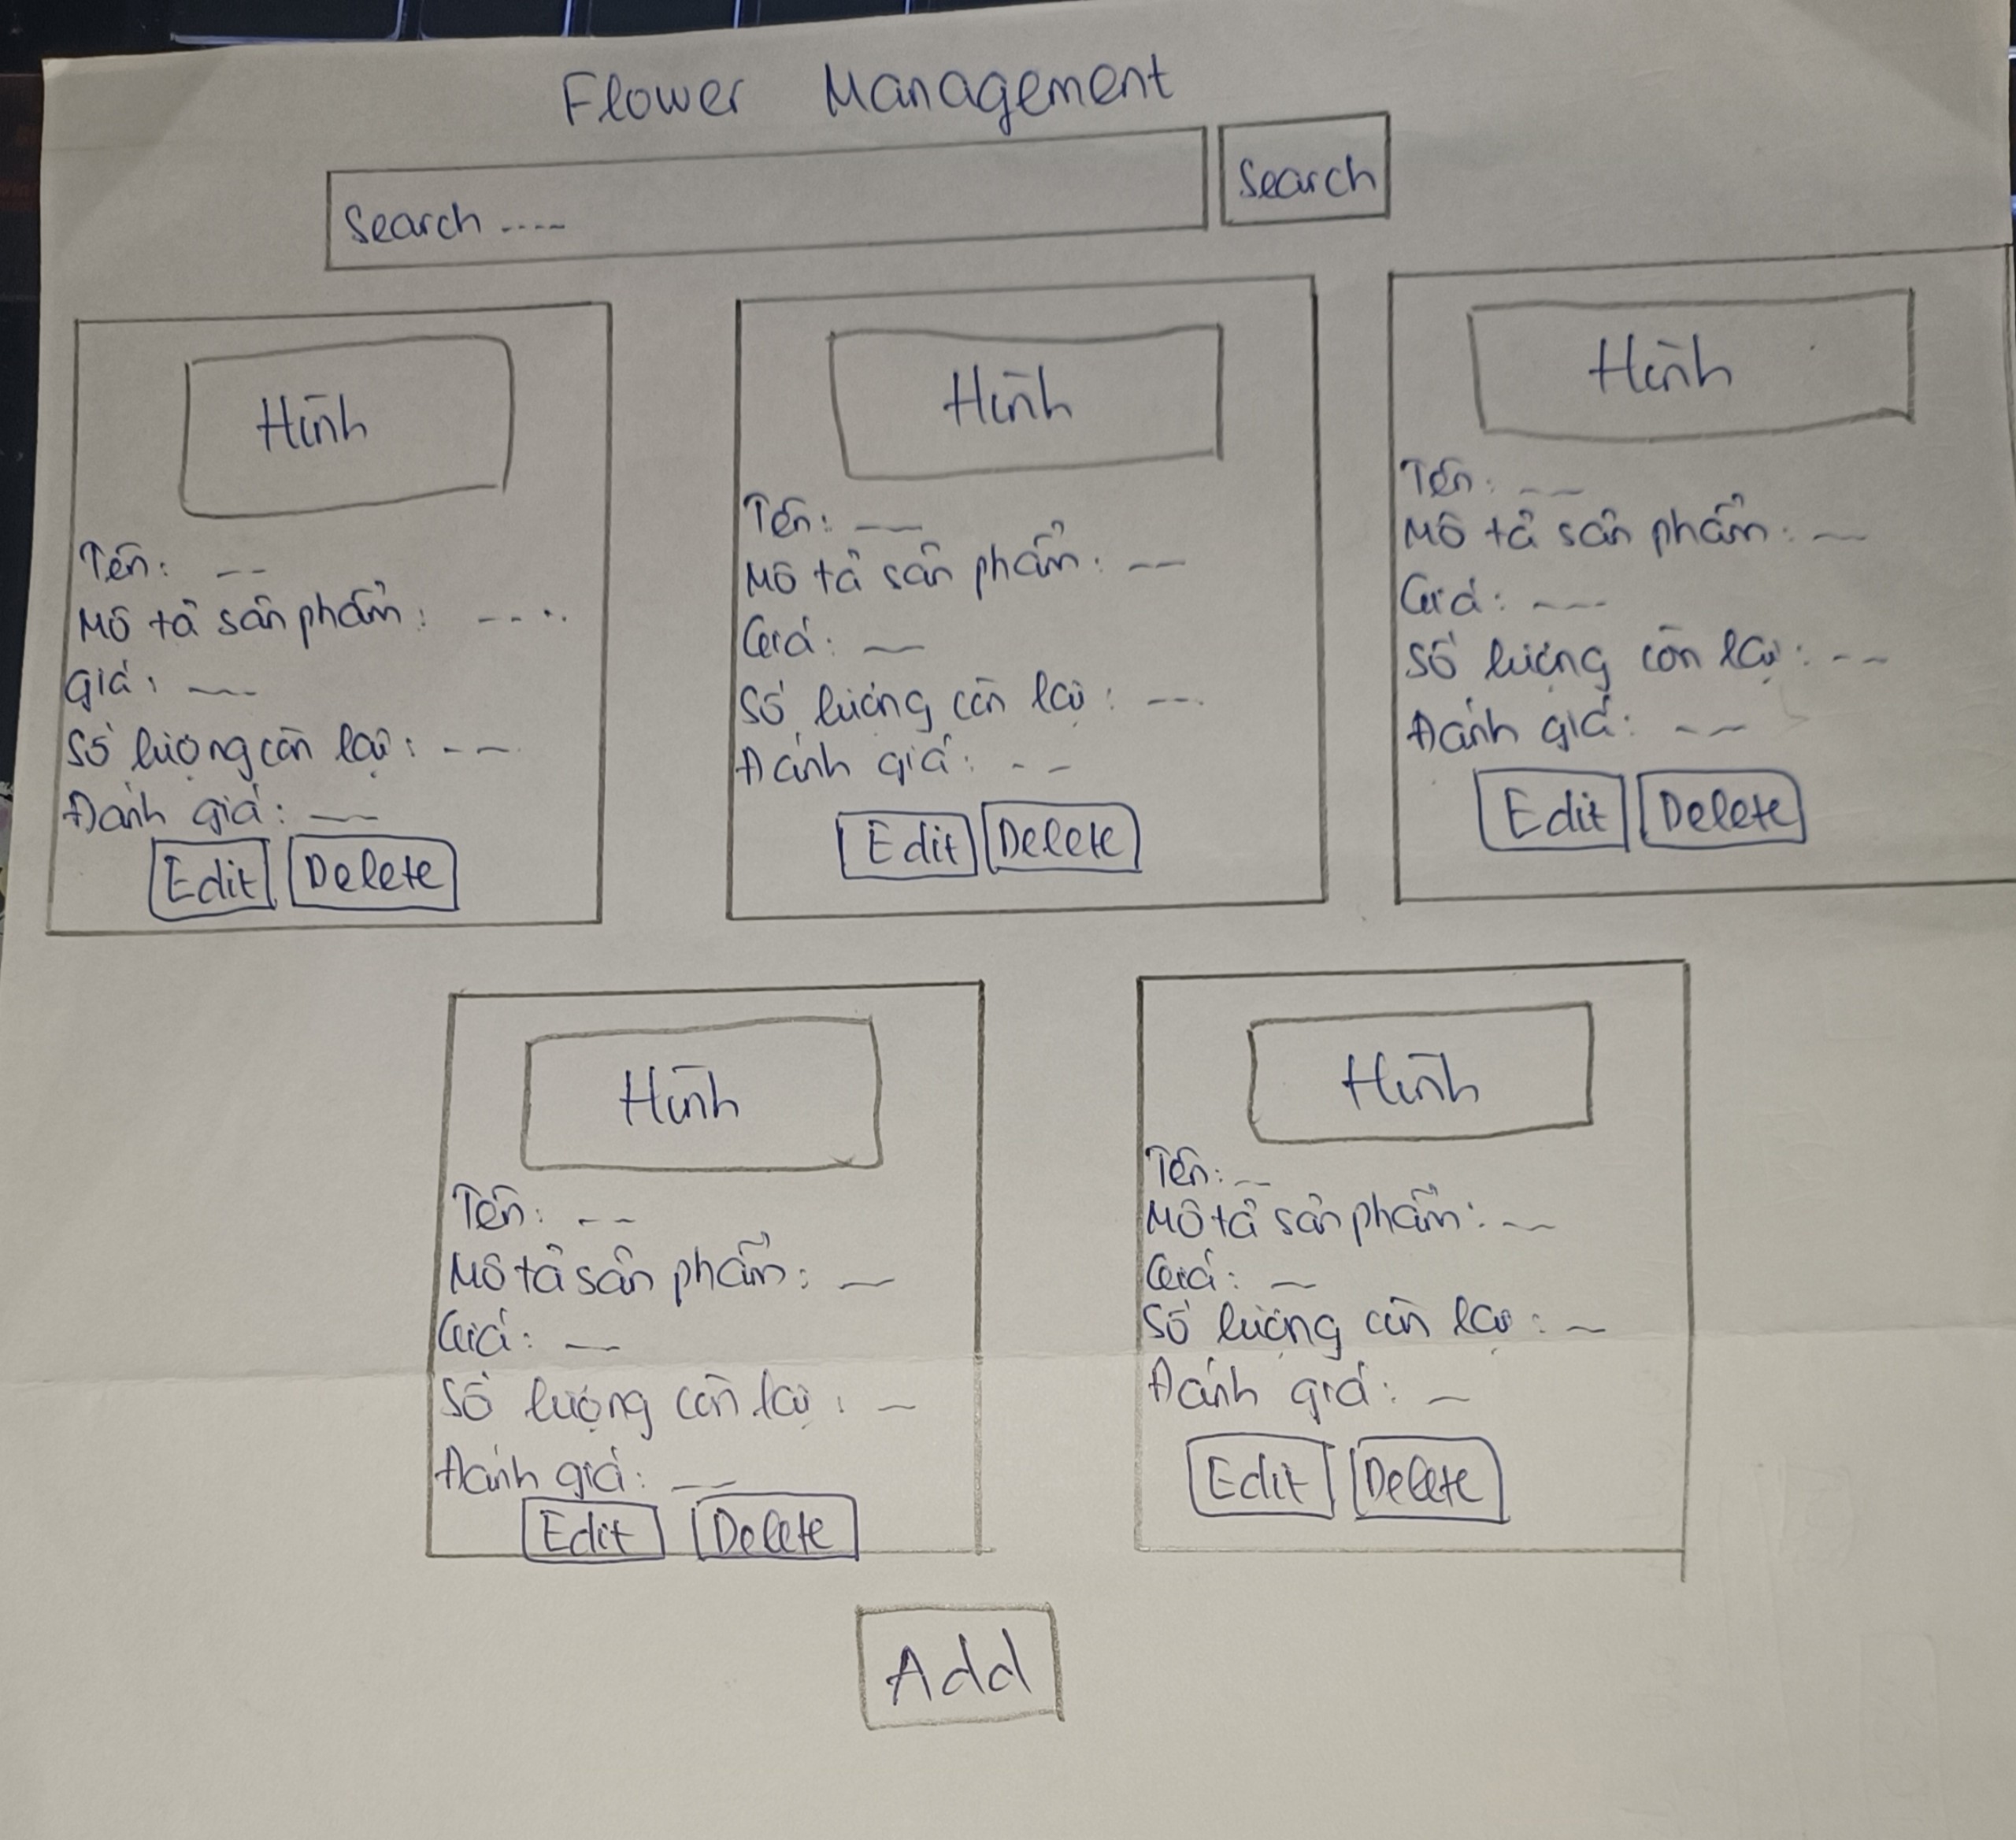 Flower Management
Search ....
Search
Hình
Tên: --
Mô tả sản phẩm: ----
giá: ---
Số lượng còn lại: ---
Đánh giá: ---
Edit Delete
Hình
Tên: ---
Mô tả sản phẩm: --
Giá: --
Số lượng còn lại: ---
Đánh giá: --
Edit Delete
Hình
Tên: --
Mô tả sản phẩm: --
Giá: ---
Số lượng còn lại: ---
Đánh giá: --
Edit Delete
Hình
Tên: --
Mô tả sản phẩm: --
Giá: --
Số lượng còn lại: -
Đánh giá: --
Edit Delete
Hình
Tên: --
Mô tả sản phẩm: --
Giá: --
Số lượng còn lại: -
Đánh giá: -
Edit Delete
Add